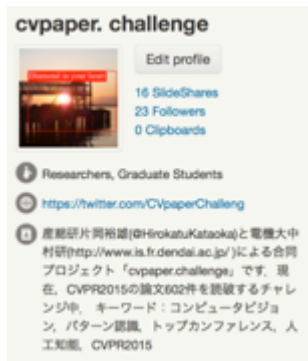 cvpaper. challenge
Edit profile
Diamond in your heart
16 SlideShares
23 Followers
0 Clipboards
Researchers, Graduate Students
https://twitter.com/CVpaperChalleng
産総研片岡裕雄(@HirokatuKataoka)と電機大中
村研(http://www.is.fr.dendai.ac.jp/)による合同
プロジェクト「cvpaper.challenge」です. 現
在, CVPR2015の論文602件を読破するチャレ
ンジ中, キーワード：コンピュータビジョ
ン, パターン認識, トップカンファレンス, 人
工知能, CVPR2015